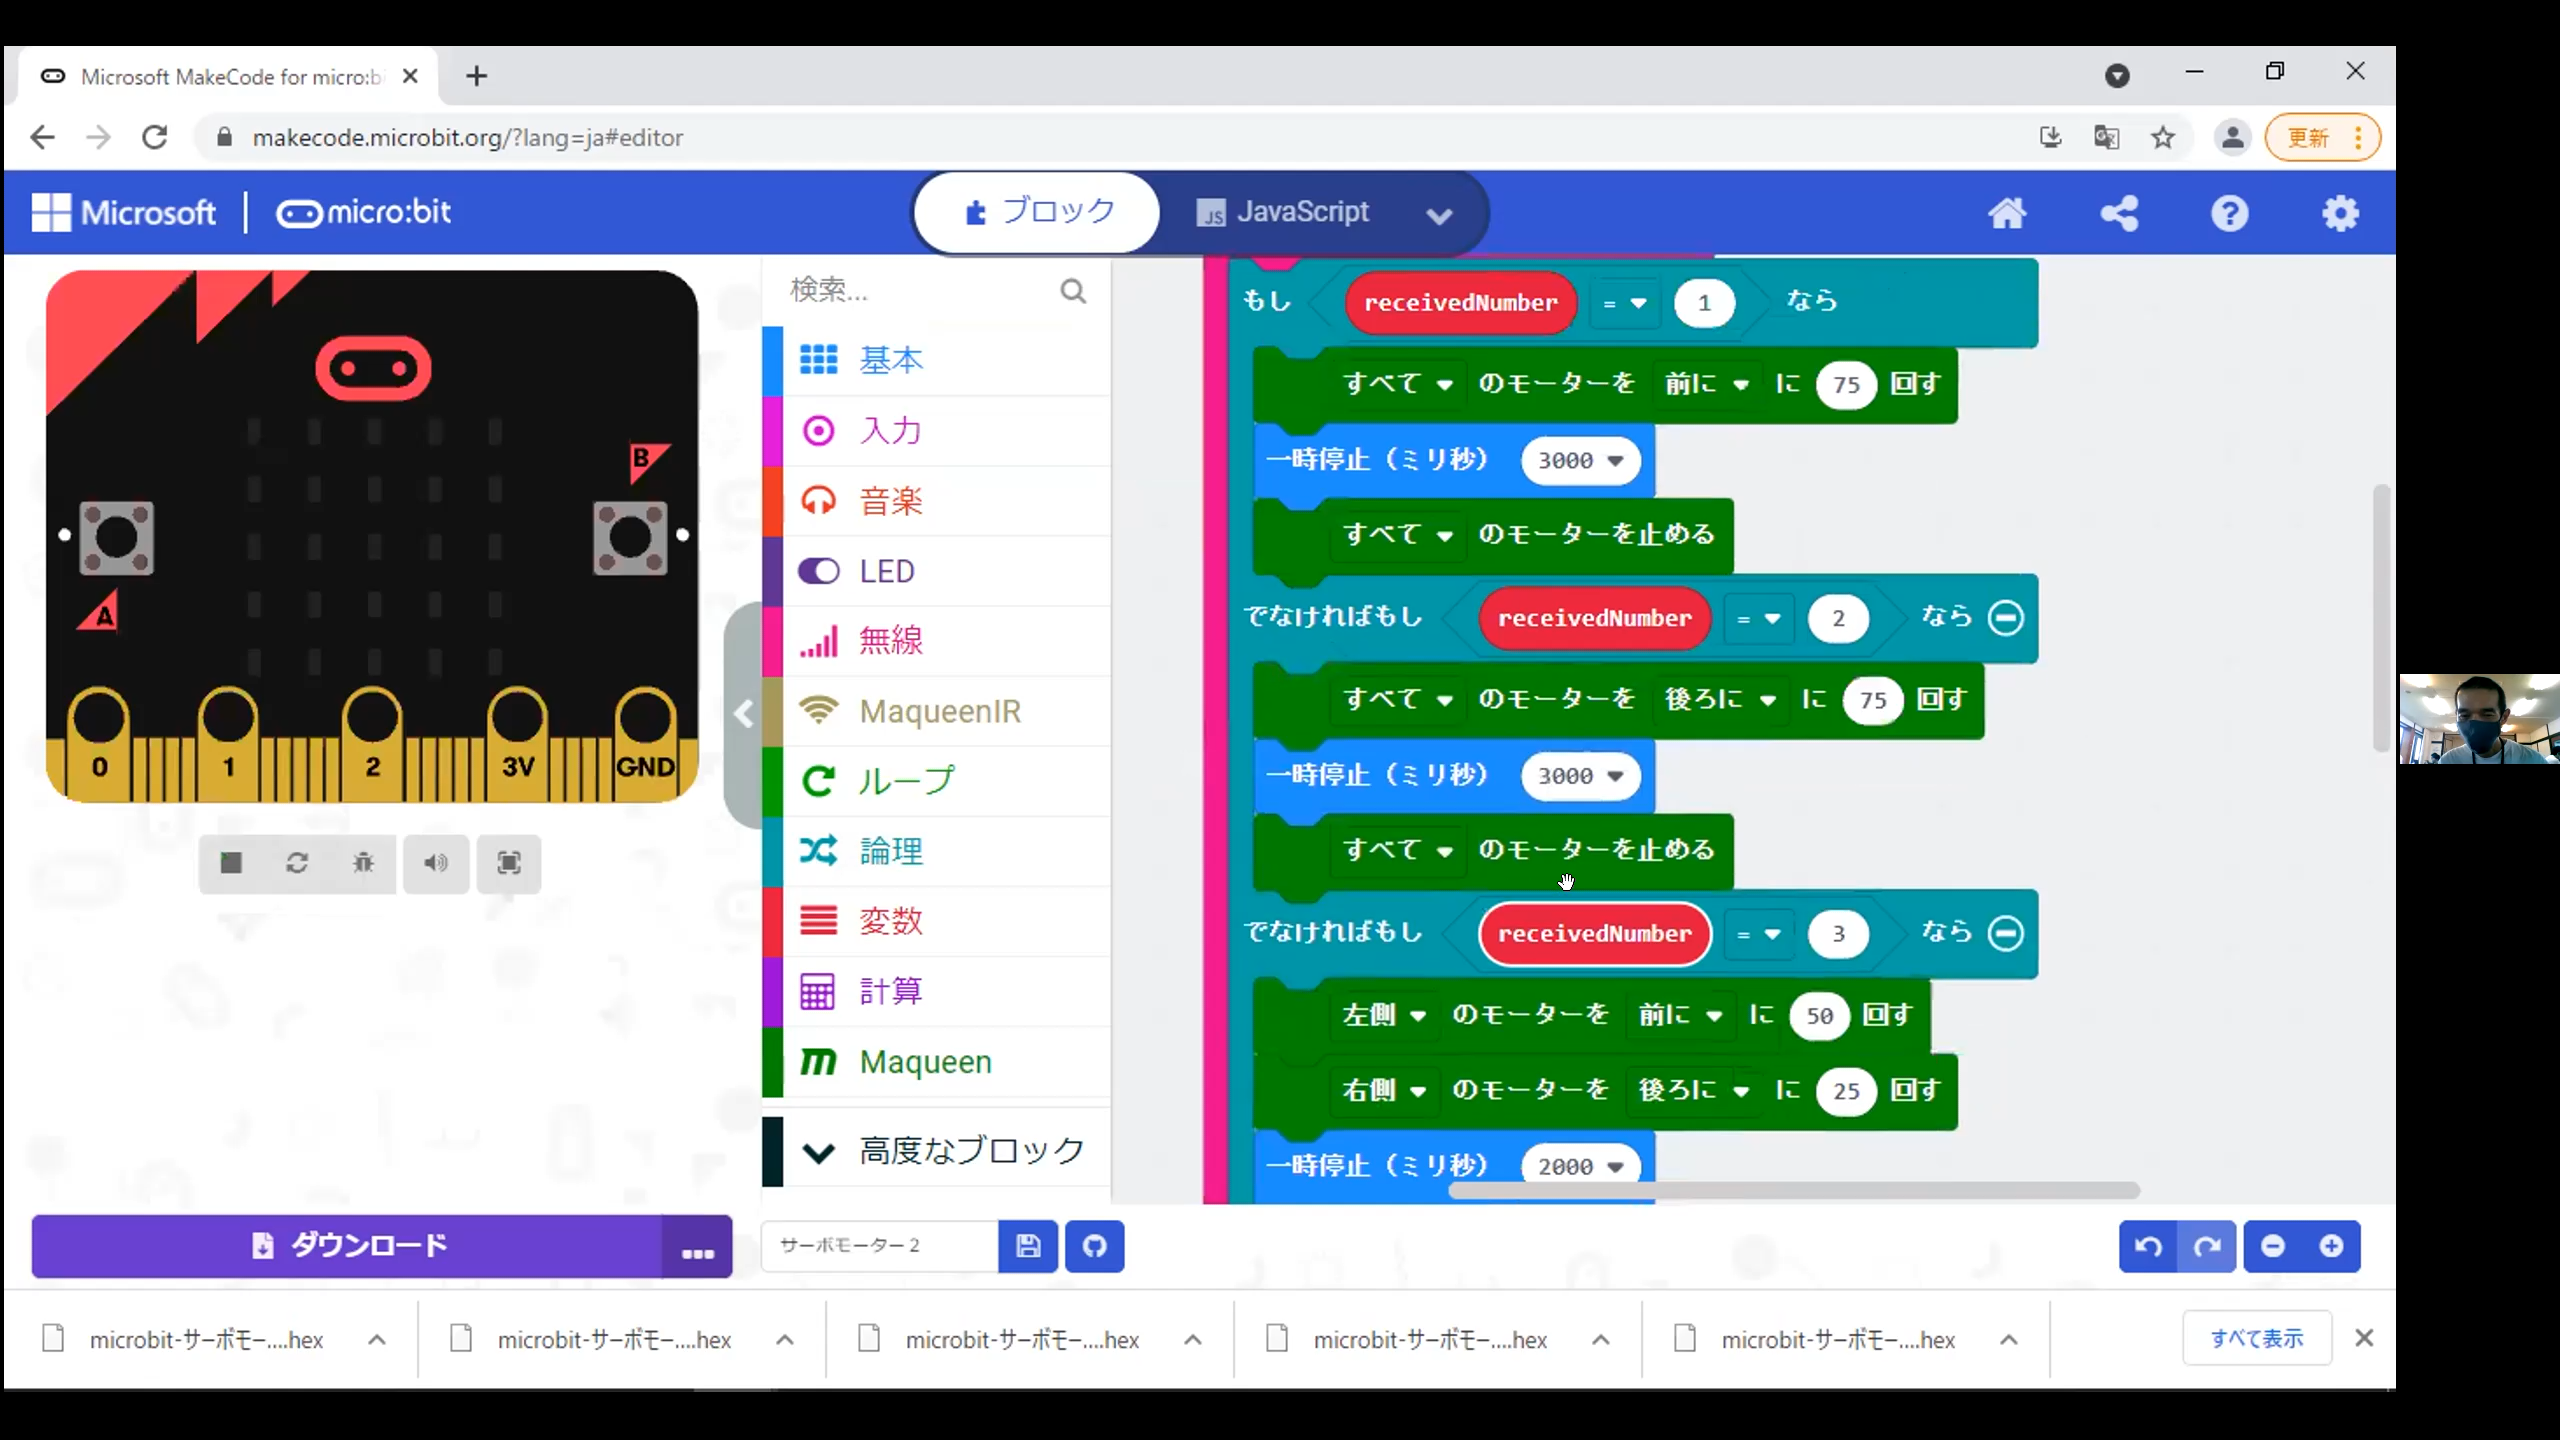 Microsoft MakeCode for micro:bi
makecode.microbit.org/?lang=ja#editor
更新
Microsoft
micro:bit
ブロック
JS JavaScript
検索...
基本
入力
音楽
LED
無線
MaqueenIR
ループ
論理
変数
計算
Maqueen
高度なブロック
B
A
0 1 2 3V GND
もし receivedNumber = 1 なら
すべて のモーターを 前に に 75 回す
一時停止（ミリ秒） 3000
すべて のモーターを止める
でなければもし receivedNumber = 2 なら
すべて のモーターを 後ろに に 75 回す
一時停止（ミリ秒） 3000
すべて のモーターを止める
でなければもし receivedNumber = 3 なら
左側 のモーターを 前に に 50 回す
右側 のモーターを 後ろに に 25 回す
一時停止（ミリ秒） 2000
ダウンロード ...
サーボモーター２
microbit-サーボモー....hex
microbit-サーボモー....hex
microbit-サーボモー....hex
microbit-サーボモー....hex
microbit-サーボモー....hex
すべて表示